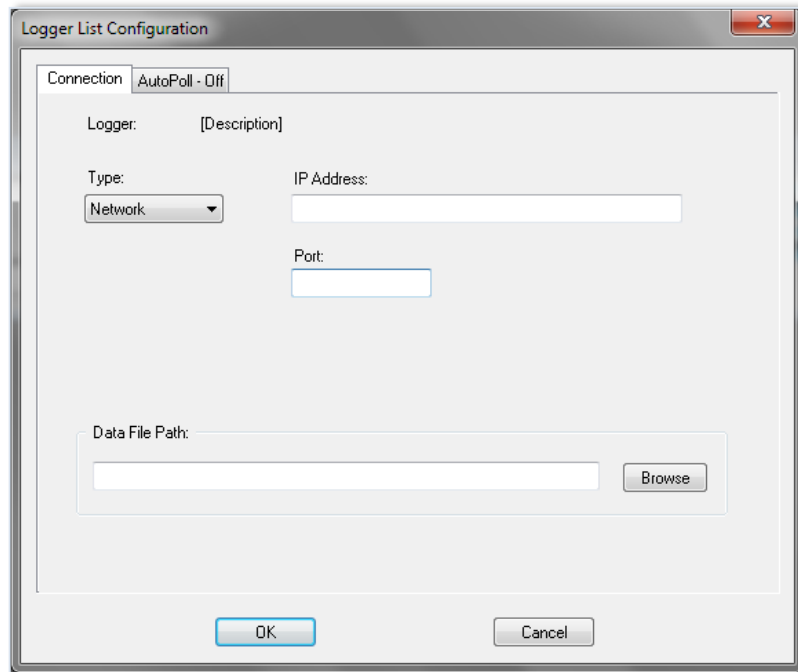 Logger List Configuration
Connection AutoPoll - Off
Logger: [Description]
Type: IP Address:
Network
Port:
Data File Path:
Browse
OK Cancel